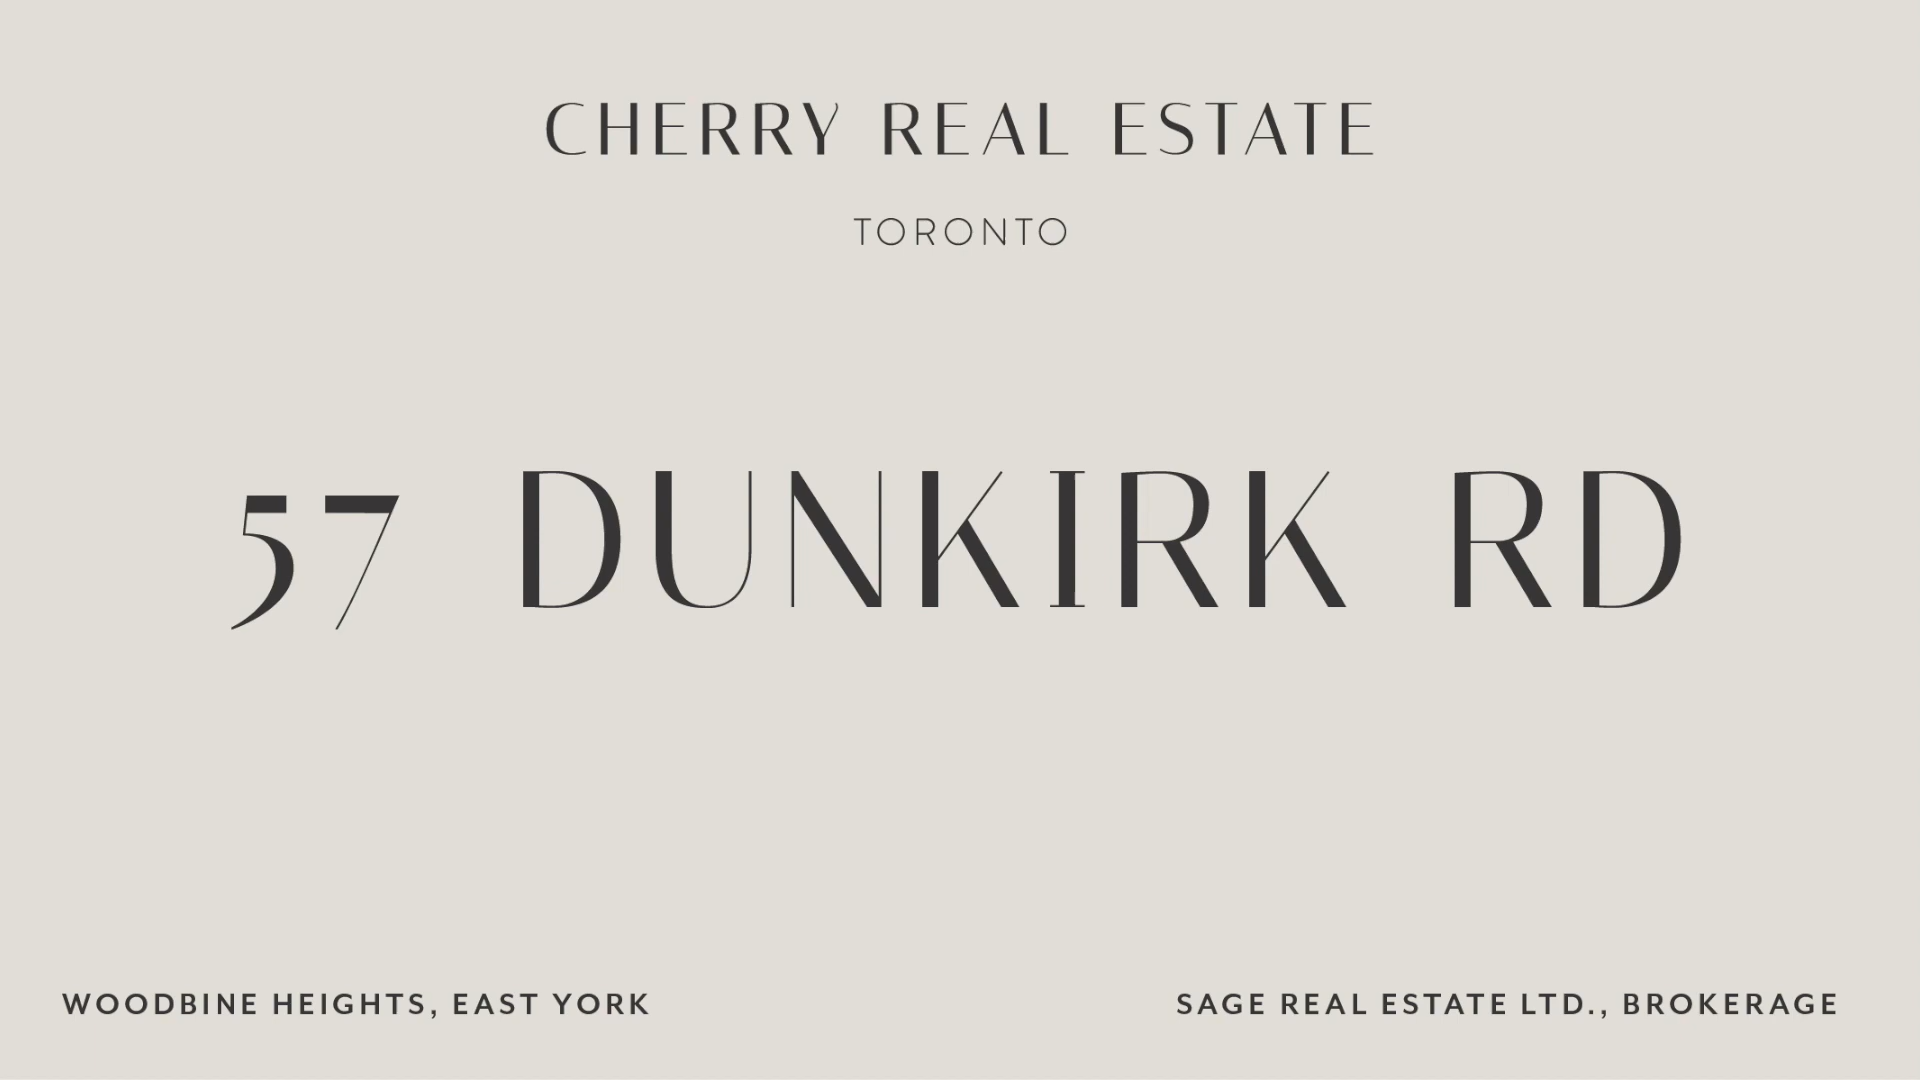 CHERRY REAL ESTATE
TORONTO
57 DUNKIRK RD
WOODBINE HEIGHTS, EAST YORK
SAGE REAL ESTATE LTD., BROKERAGE